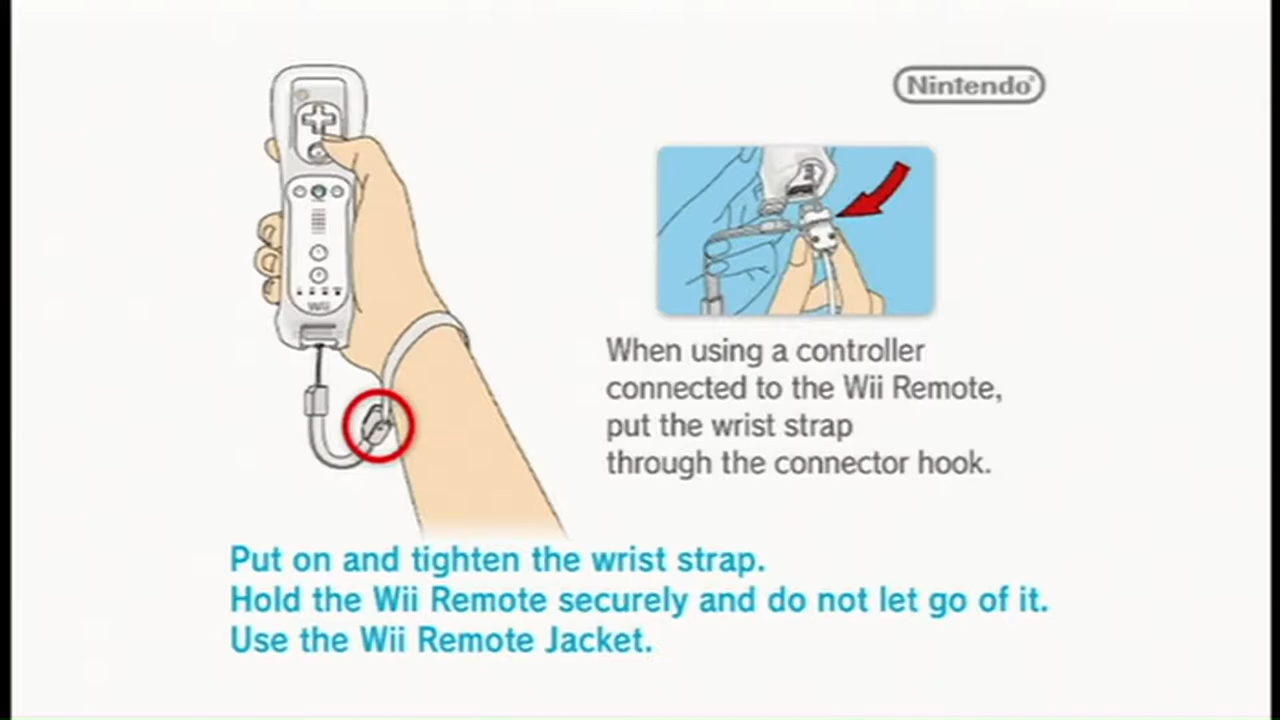 Nintendo®
When using a controller
connected to the Wii Remote,
put the wrist strap
through the connector hook.
Wii
Put on and tighten the wrist strap.
Hold the Wii Remote securely and do not let go of it.
Use the Wii Remote Jacket.